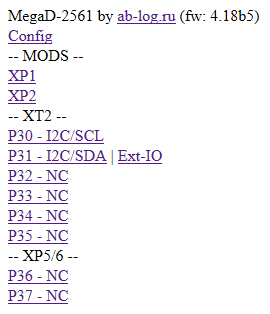 MegaD-2561 by ab-log.ru (fw: 4.18b5)
Config
-- MODS --
XP1
XP2
-- XT2 --
P30 - I2C/SCL
P31 - I2C/SDA | Ext-IO
P32 - NC
P33 - NC
P34 - NC
P35 - NC
-- XP5/6 --
P36 - NC
P37 - NC